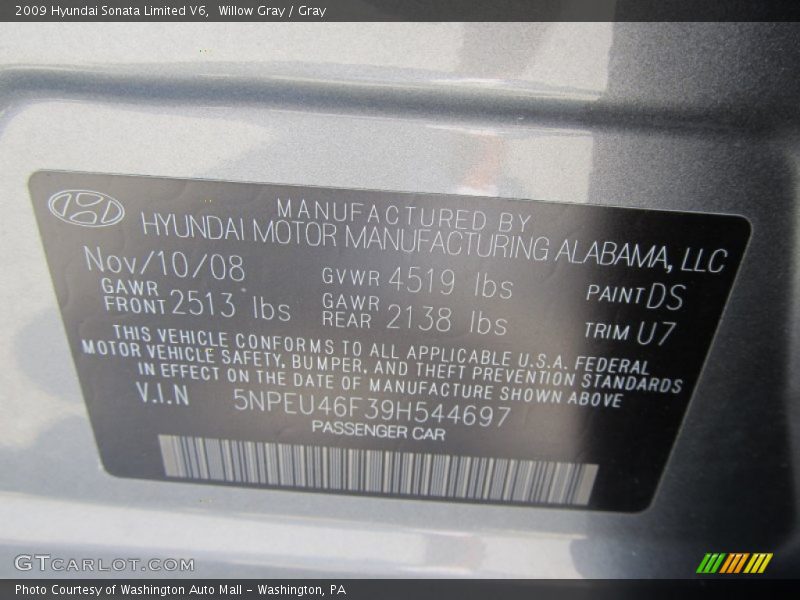 2009 Hyundai Sonata Limited V6,  Willow Gray / Gray
MANUFACTURED BY
HYUNDAI MOTOR MANUFACTURING ALABAMA, LLC
Nov/10/08 GVWR 4519 lbs PAINT DS
GAWR FRONT 2513 lbs GAWR REAR 2138 lbs TRIM U7
THIS VEHICLE CONFORMS TO ALL APPLICABLE U.S.A. FEDERAL
MOTOR VEHICLE SAFETY, BUMPER, AND THEFT PREVENTION STANDARDS
IN EFFECT ON THE DATE OF MANUFACTURE SHOWN ABOVE
V.I.N 5NPEU46F39H544697
PASSENGER CAR
GTCARLOT.COM
Photo Courtesy of Washington Auto Mall – Washington, PA